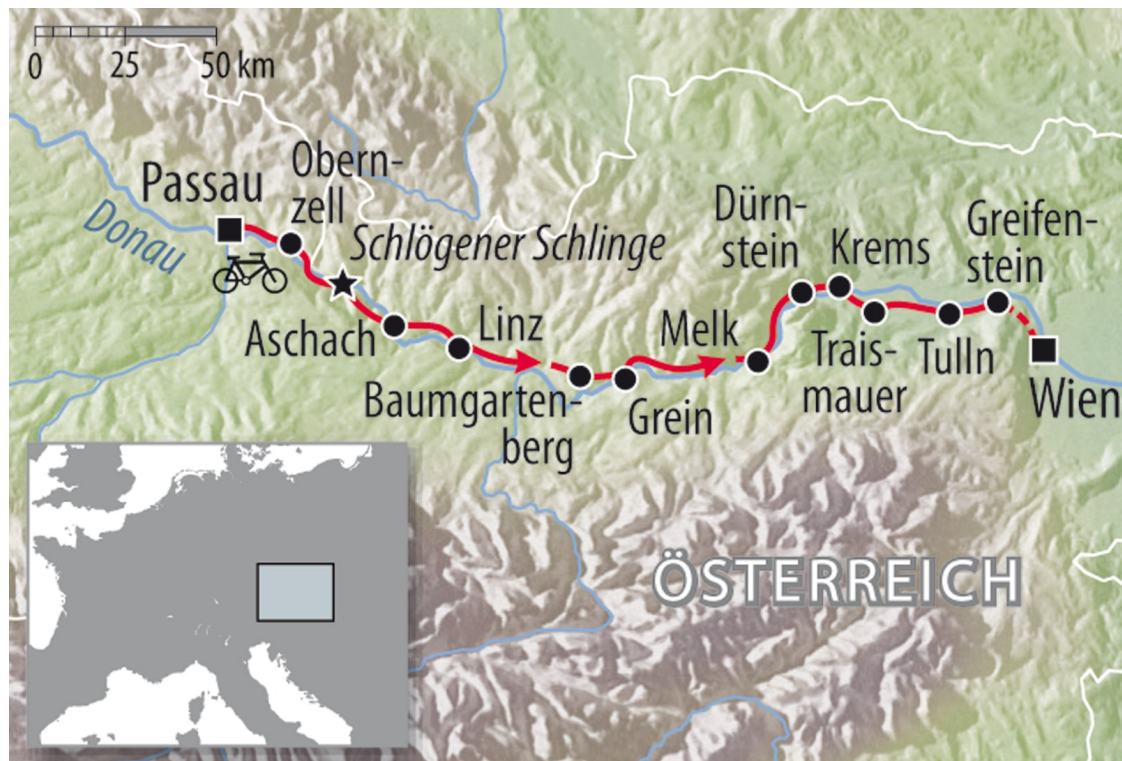 0 25 50 km
Passau
Obern-
zell
Donau
Schlögener Schlinge
Aschach
Linz
Baumgarten-
berg
Grein
Melk
Dürn-
stein
Krems
Trais-
mauer
Tulln
Greifen-
stein
Wien
ÖSTERREICH